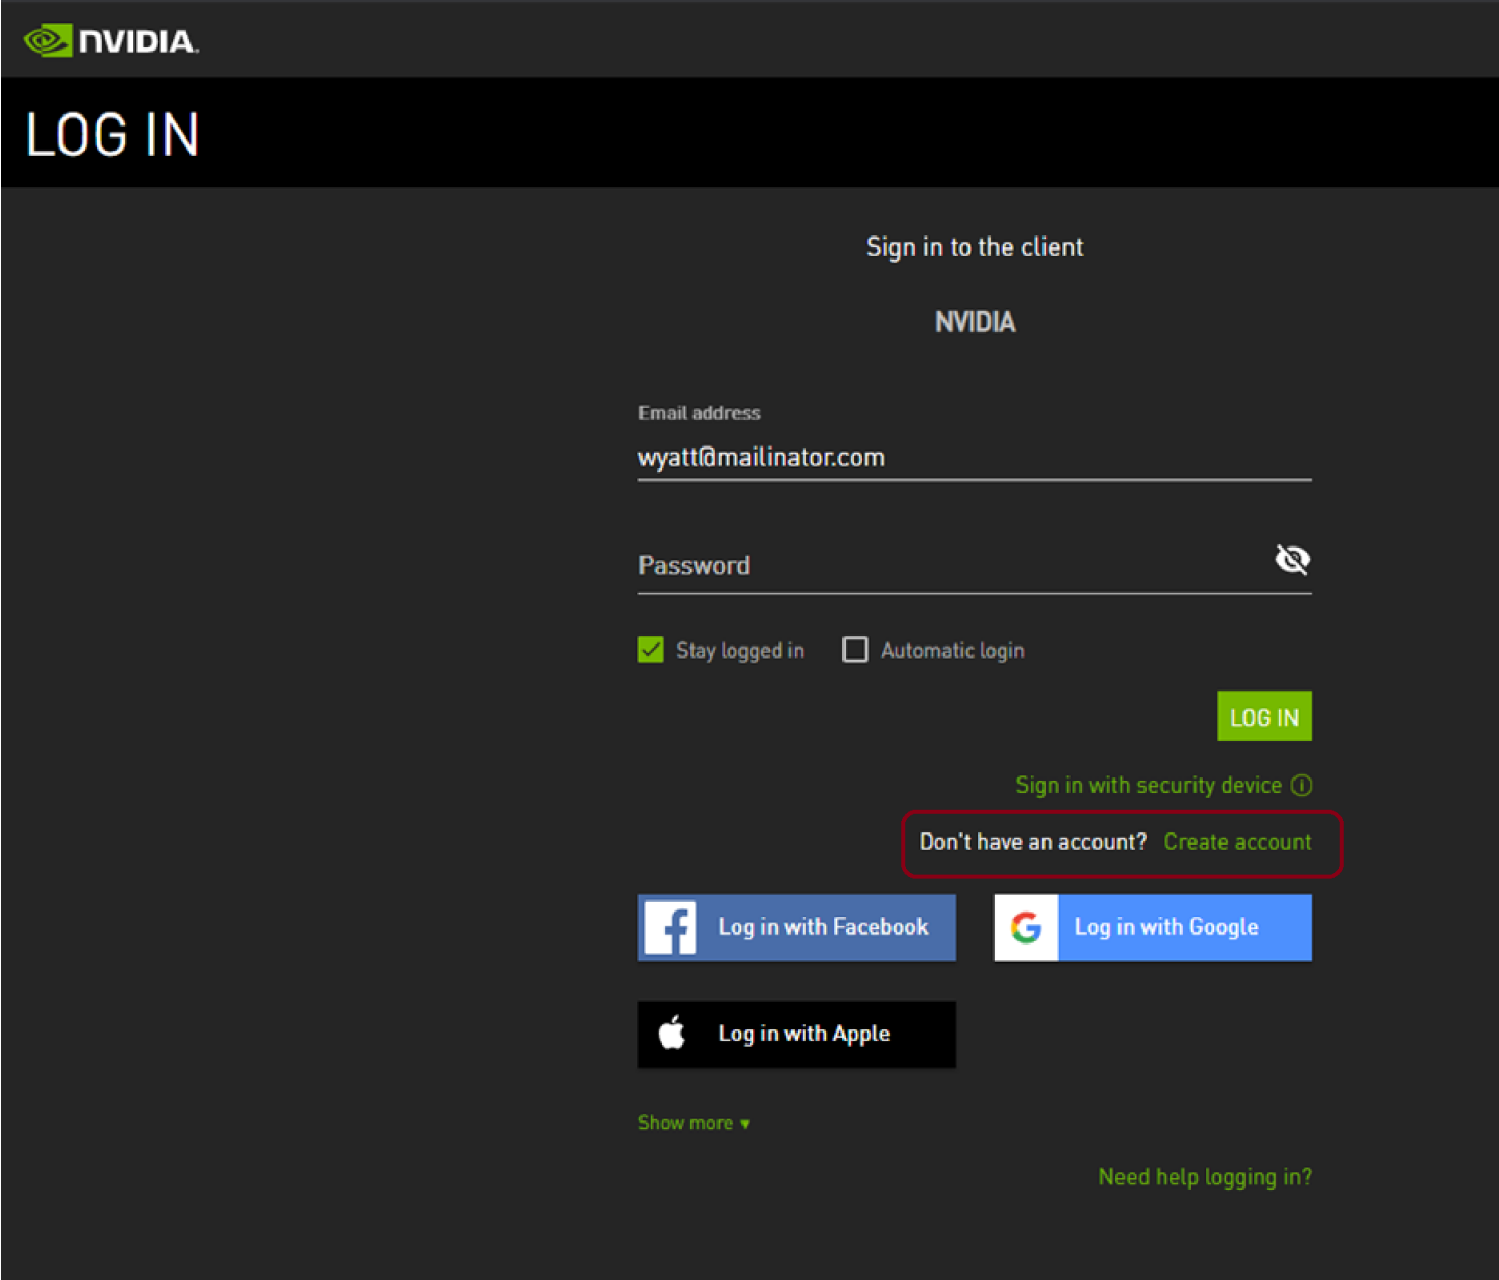 NVIDIA.
LOG IN
Sign in to the client
NVIDIA
Email address
wyatt@mailinator.com
Password
Stay logged in Automatic login
LOG IN
Sign in with security device
Don't have an account? Create account
Log in with Facebook Log in with Google
Log in with Apple
Show more
Need help logging in?